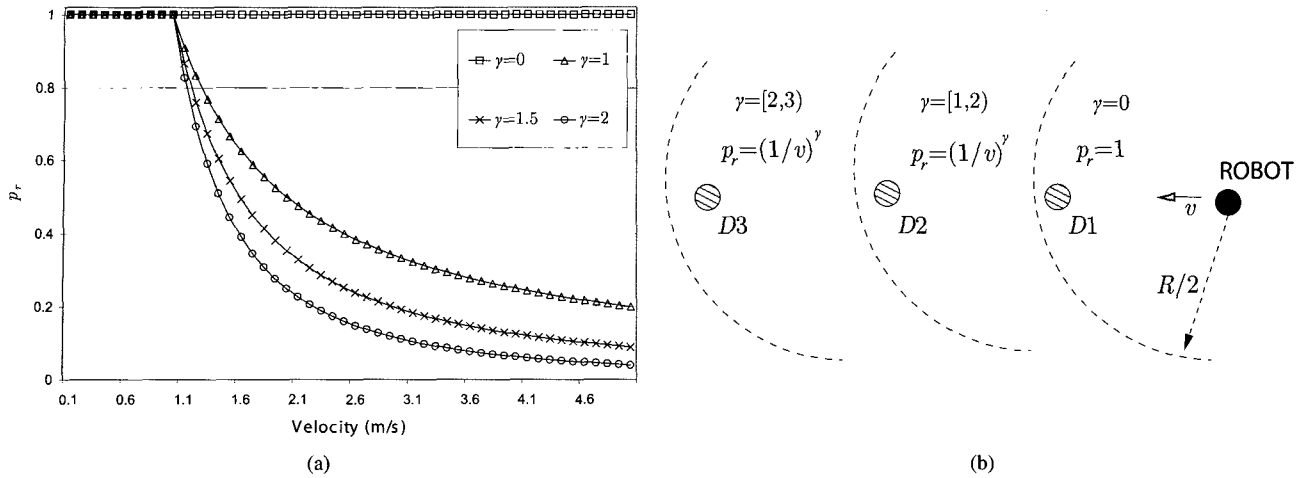 1
0.8
0.6
0.4
0.2
0
p_r
γ=0
γ=1
γ=1.5
γ=2
0.1 0.6 1.1 1.6 2.1 2.6 3.1 3.6 4.1 4.6
Velocity (m/s)
(a)
γ=[2,3) γ=[1,2) γ=0
p_r=(1/v)^γ p_r=(1/v)^γ p_r=1
ROBOT
D3 D2 D1 v
R/2
(b)